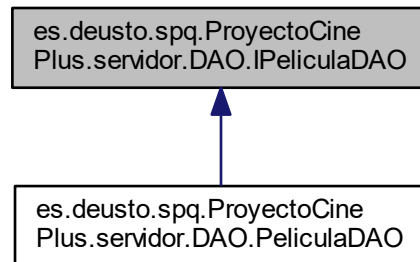 es.deusto.spq.ProyectoCine
Plus.servidor.DAO.IPeliculaDAO
es.deusto.spq.ProyectoCine
Plus.servidor.DAO.PeliculaDAO